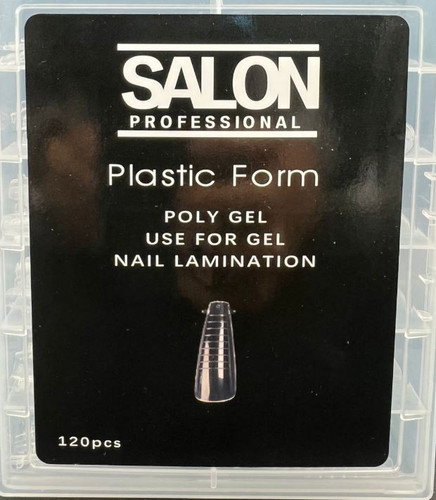 SALON
PROFESSIONAL
Plastic Form
POLY GEL
USE FOR GEL
NAIL LAMINATION
120pcs